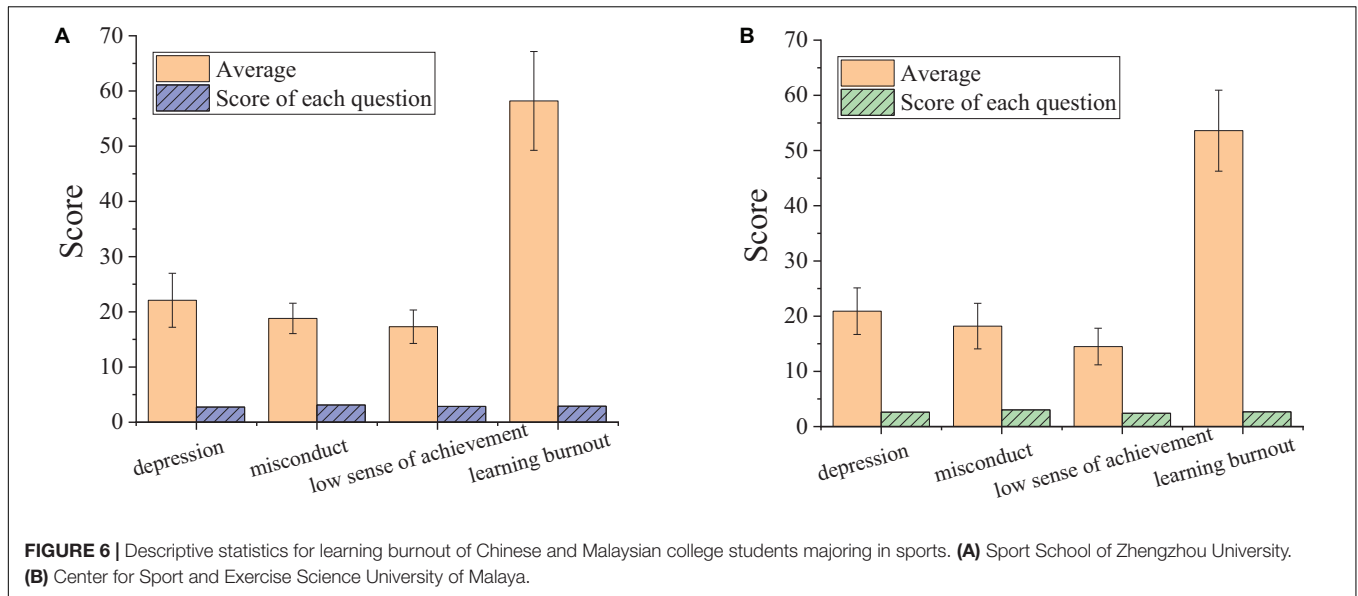 A
70
60
50
40
30
20
10
0
Score
Average
Score of each question
depression
misconduct
low sense of achievement
learning burnout
B
70
60
50
40
30
20
10
0
Score
Average
Score of each question
depression
misconduct
low sense of achievement
learning burnout
FIGURE 6 | Descriptive statistics for learning burnout of Chinese and Malaysian college students majoring in sports. (A) Sport School of Zhengzhou University.
(B) Center for Sport and Exercise Science University of Malaya.